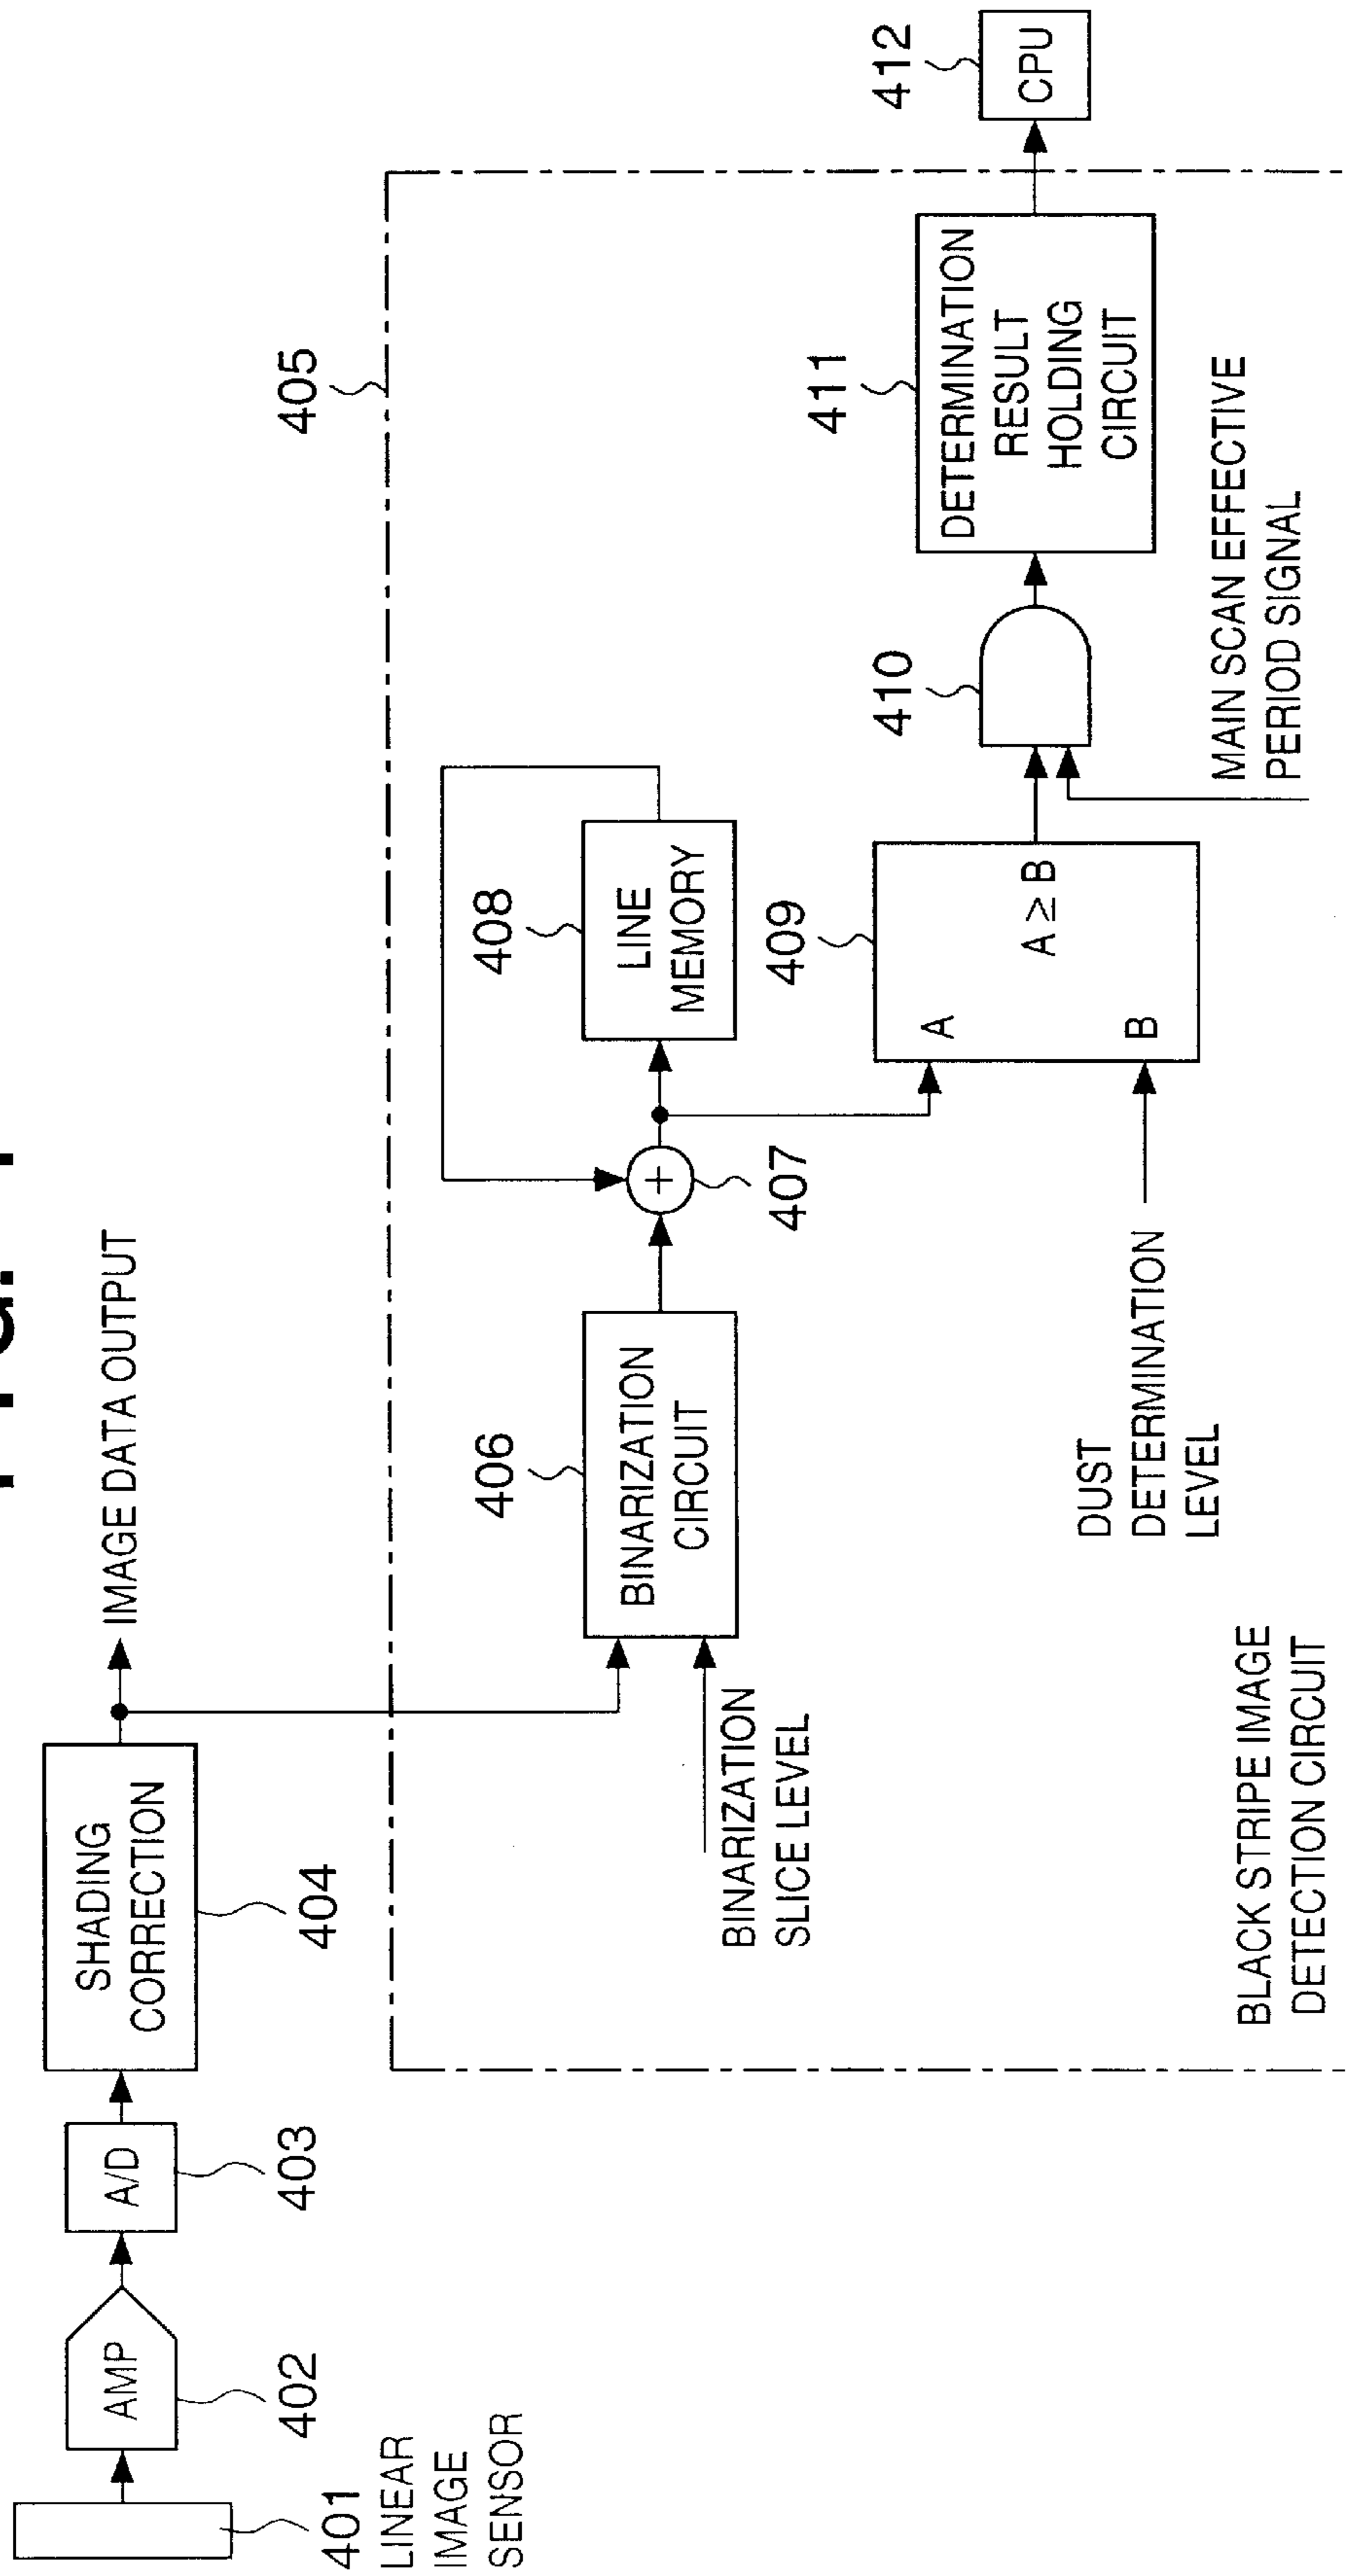 IMAGE DATA OUTPUT
SHADING
CORRECTION
404
A/D
403
AMP
402
401
LINEAR
IMAGE
SENSOR
405
406
BINARIZATION
CIRCUIT
BINARIZATION
SLICE LEVEL
+
407
408
LINE
MEMORY
409
A
B
A ≥ B
DUST
DETERMINATION
LEVEL
410
MAIN SCAN EFFECTIVE
PERIOD SIGNAL
411
DETERMINATION
RESULT
HOLDING
CIRCUIT
412
CPU
BLACK STRIPE IMAGE
DETECTION CIRCUIT